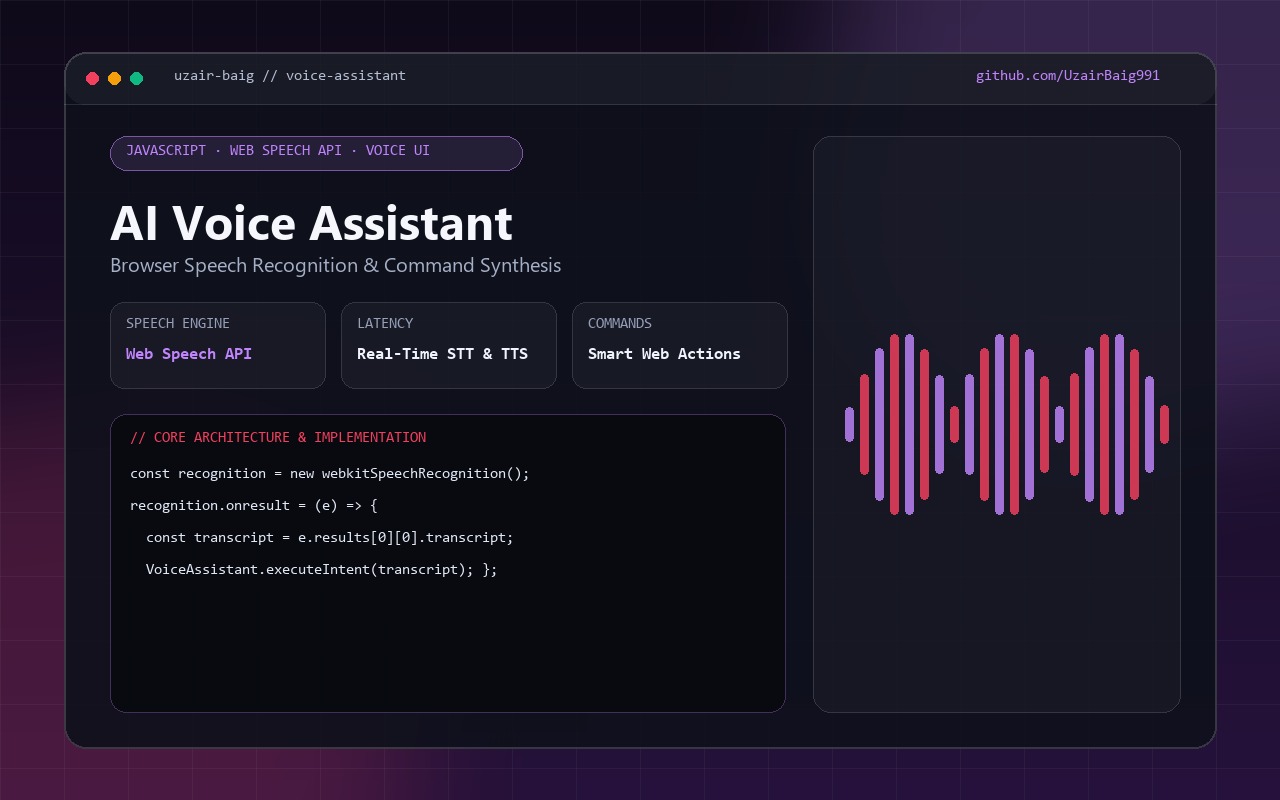 uzair-baig // voice-assistant
github.com/UzairBaig991
JAVASCRIPT · WEB SPEECH API · VOICE UI
AI Voice Assistant
Browser Speech Recognition & Command Synthesis
SPEECH ENGINE
Web Speech API
LATENCY
Real-Time STT & TTS
COMMANDS
Smart Web Actions
// CORE ARCHITECTURE & IMPLEMENTATION
const recognition = new webkitSpeechRecognition();
recognition.onresult = (e) => {
  const transcript = e.results[0][0].transcript;
  VoiceAssistant.executeIntent(transcript); };